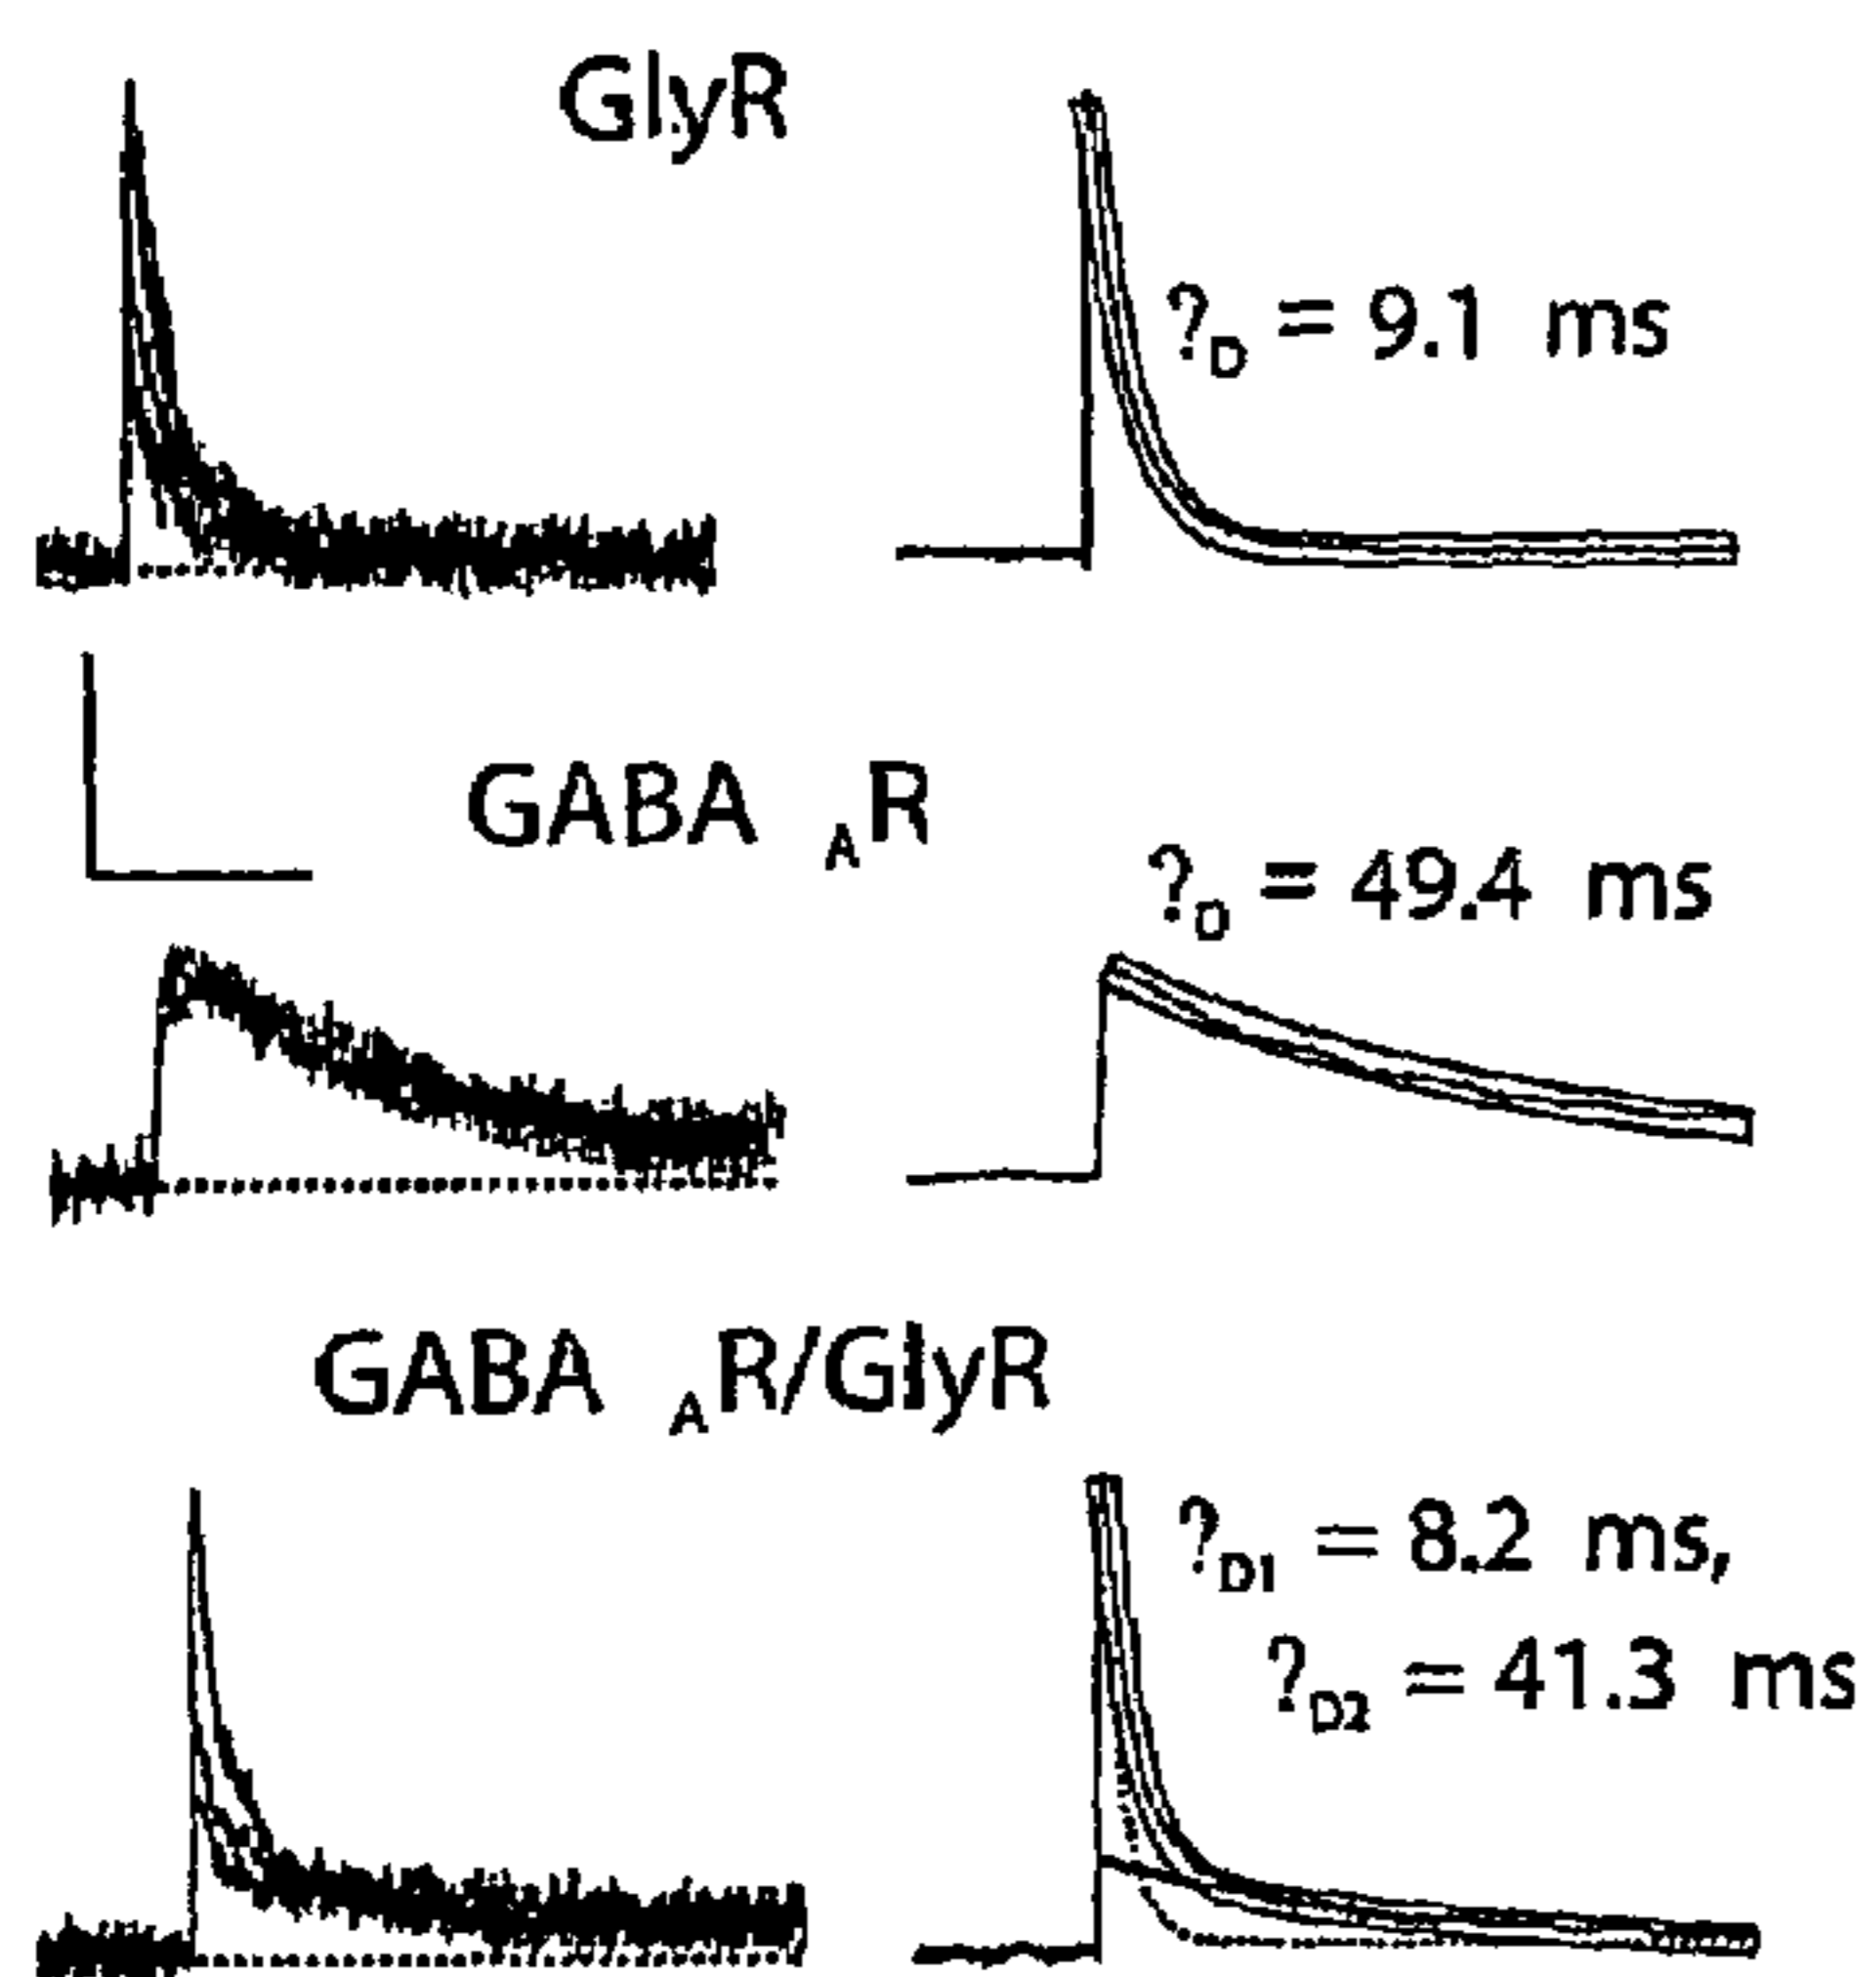 GlyR
?D = 9.1 ms
GABA AR
?D = 49.4 ms
GABA AR/GlyR
?D1 = 8.2 ms,
?D2 = 41.3 ms